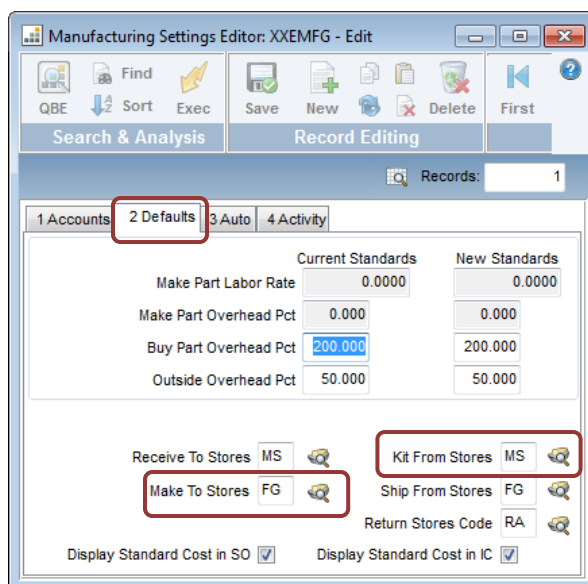 Manufacturing Settings Editor: XXEMFG - Edit
QBE Find Sort Exec Save New Delete First
Search & Analysis Record Editing
Records: 1
1 Accounts 2 Defaults 3 Auto 4 Activity
Current Standards New Standards
Make Part Labor Rate 0.0000 0.0000
Make Part Overhead Pct 0.000 0.000
Buy Part Overhead Pct 200.000 200.000
Outside Overhead Pct 50.000 50.000
Receive To Stores MS Kit From Stores MS
Make To Stores FG Ship From Stores FG
Return Stores Code RA
Display Standard Cost in SO Display Standard Cost in IC